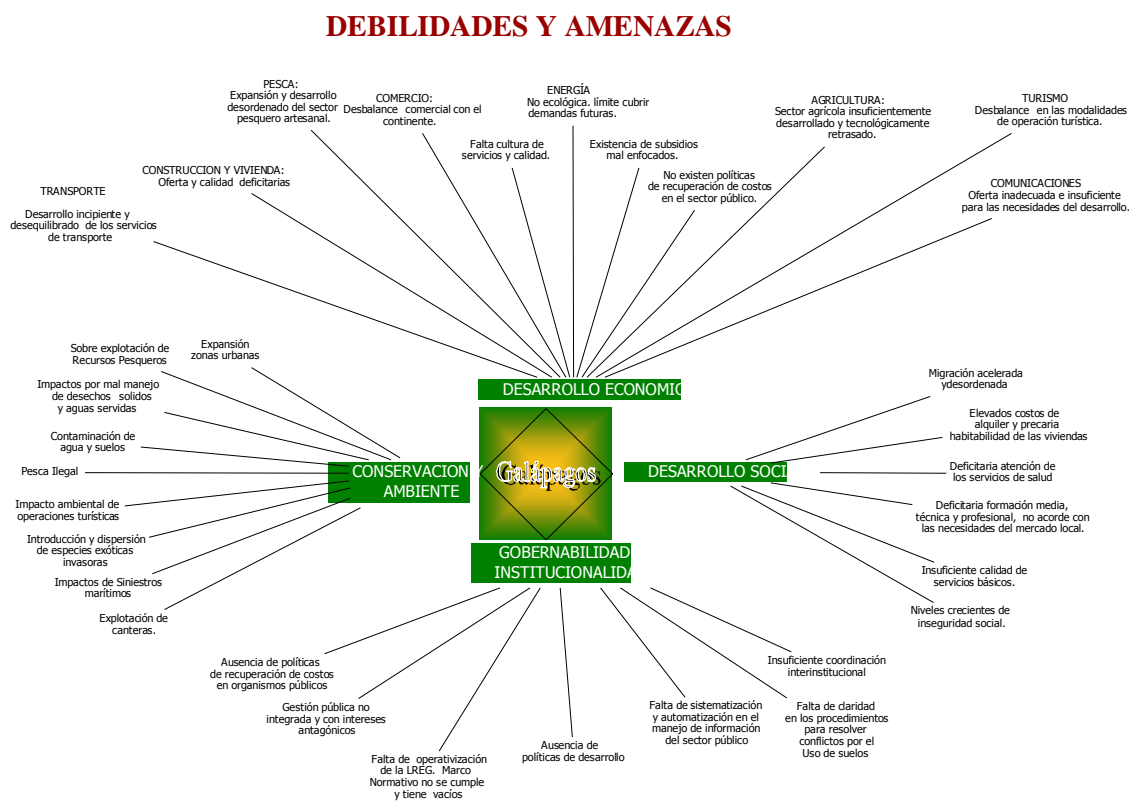 DEBILIDADES Y AMENAZAS
PESCA:
Expansión y desarrollo
desordenado del sector
pesquero artesanal.
COMERCIO:
Desbalance comercial con el
continente.
ENERGÍA
No ecológica. límite cubrir
demandas futuras.
AGRICULTURA:
Sector agrícola insuficientemente
desarrollado y tecnológicamente
retrasado.
TURISMO
Desbalance en las modalidades
de operación turística.
Falta cultura de
servicios y calidad.
Existencia de subsidios
mal enfocados.
CONSTRUCCION Y VIVIENDA:
Oferta y calidad deficitarias
No existen políticas
de recuperación de costos
en el sector público.
TRANSPORTE
Desarrollo incipiente y
desequilibrado de los servicios
de transporte
COMUNICACIONES
Oferta inadecuada e insuficiente
para las necesidades del desarrollo.
DESARROLLO ECONOMIC
Sobre explotación de
Recursos Pesqueros
Expansión
zonas urbanas
Impactos por mal manejo
de desechos solidos
y aguas servidas
Contaminación de
agua y suelos
Pesca Ilegal
Impacto ambiental de
operaciones turísticas
Introducción y dispersión
de especies exóticas
invasoras
Impactos de Siniestros
marítimos
Explotación de
canteras.
CONSERVACION Y
AMBIENTE
Galápagos
DESARROLLO SOCI
Migración acelerada
ydesordenada
Elevados costos de
alquiler y precaria
habitabilidad de las viviendas
Deficitaria atención de
los servicios de salud
Deficitaria formación media,
técnica y profesional, no acorde con
las necesidades del mercado local.
Insuficiente calidad de
servicios básicos.
Niveles crecientes de
inseguridad social.
GOBERNABILIDAD
INSTITUCIONALIDA
Ausencia de políticas
de recuperación de costos
en organismos públicos
Gestión pública no
integrada y con intereses
antagónicos
Falta de operativización
de la LREG. Marco
Normativo no se cumple
y tiene vacíos
Ausencia de
políticas de desarrollo
Falta de sistematización
y automatización en el
manejo de información
del sector público
Falta de claridad
en los procedimientos
para resolver
conflictos por el
Uso de suelos
Insuficiente coordinación
interinstitucional